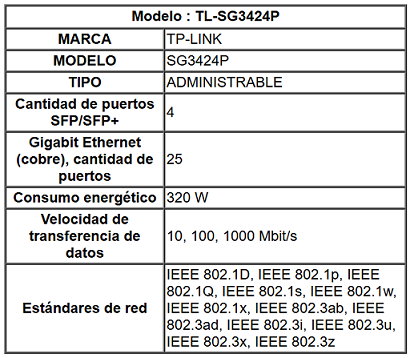 Modelo : TL-SG3424P
MARCA TP-LINK
MODELO SG3424P
TIPO ADMINISTRABLE
Cantidad de puertos
SFP/SFP+ 4
Gigabit Ethernet
(cobre), cantidad de
puertos 25
Consumo energético 320 W
Velocidad de
transferencia de
datos 10, 100, 1000 Mbit/s
Estándares de red
IEEE 802.1D, IEEE 802.1p, IEEE
802.1Q, IEEE 802.1s, IEEE 802.1w,
IEEE 802.1x, IEEE 802.3ab, IEEE
802.3ad, IEEE 802.3i, IEEE 802.3u,
IEEE 802.3x, IEEE 802.3z